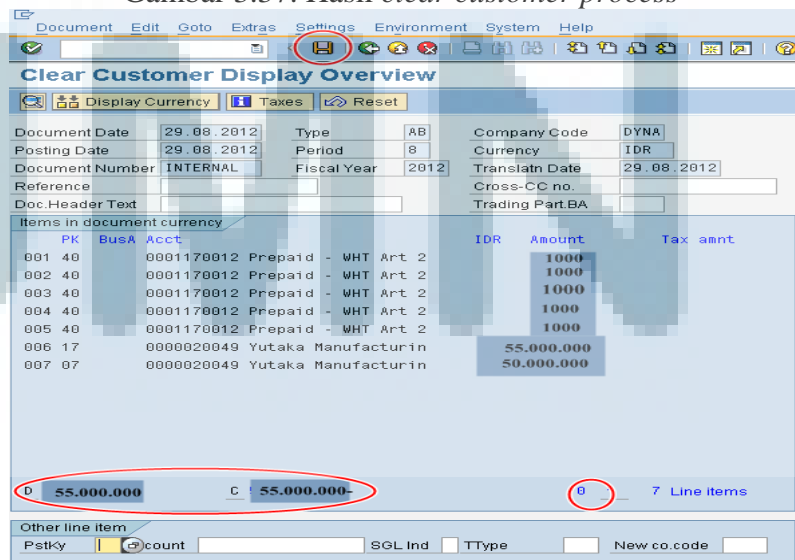 Gambar 3.37. Hasil clear customer process
Document Edit Goto Extras Settings Environment System Help
Clear Customer Display Overview
Display Currency Taxes Reset
Document Date 29.08.2012 Type AB Company Code DYNA
Posting Date Period 8 Currency IDR
Document Number INTERNAL Fiscal Year 2012 Translatn Date 29.08.2012
Reference Cross-CC no.
Doc.Header Text Trading Part.BA
Items in document currency
PK BusA Acct IDR Amount Tax amnt
001 40 0001170012 Prepaid - WHT Art 2 1000
002 40 0001170012 Prepaid - WHT Art 2 1000
003 40 0001170012 Prepaid - WHT Art 2 1000
004 40 0001170012 Prepaid - WHT Art 2 1000
005 40 0001170012 Prepaid - WHT Art 2 1000
006 17 0000020049 Yutaka Manufacturin 55.000.000
007 07 0000020049 Yutaka Manufacturin 50.000.000
D 55.000.000 C 55.000.000- 0 7 Line items
Other line item
PstKy count SGL Ind TType New co.code